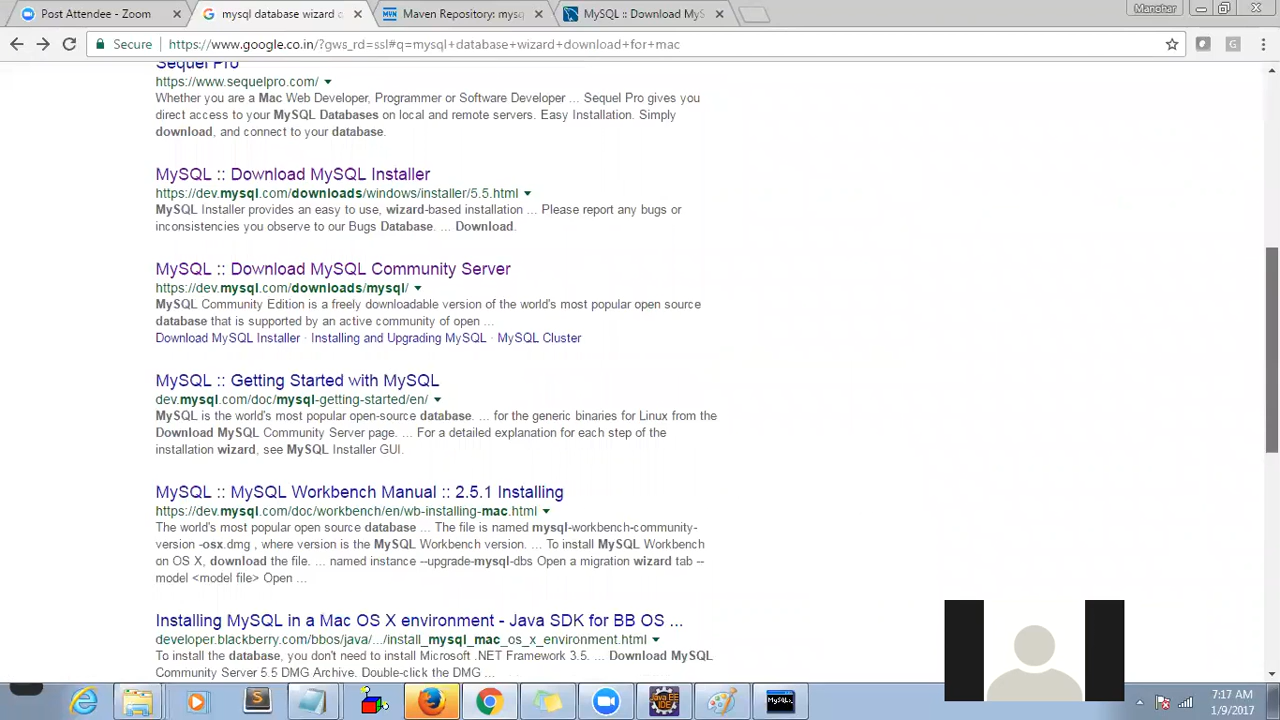 Post Attendee - Zoom
mysql database wizard d
Maven Repository: mysq
MySQL :: Download MyS
Manohar
Secure
https://www.google.co.in/?gws_rd=ssl#q=mysql+database+wizard+download+for+mac
Sequel Pro
https://www.sequelpro.com/
Whether you are a Mac Web Developer, Programmer or Software Developer ... Sequel Pro gives you
direct access to your MySQL Databases on local and remote servers. Easy Installation. Simply
download, and connect to your database.
MySQL :: Download MySQL Installer
https://dev.mysql.com/downloads/windows/installer/5.5.html
MySQL Installer provides an easy to use, wizard-based installation ... Please report any bugs or
inconsistencies you observe to our Bugs Database. ... Download.
MySQL :: Download MySQL Community Server
https://dev.mysql.com/downloads/mysql/
MySQL Community Edition is a freely downloadable version of the world's most popular open source
database that is supported by an active community of open ...
Download MySQL Installer · Installing and Upgrading MySQL · MySQL Cluster
MySQL :: Getting Started with MySQL
dev.mysql.com/doc/mysql-getting-started/en/
MySQL is the world's most popular open-source database. ... for the generic binaries for Linux from the
Download MySQL Community Server page. ... For a detailed explanation for each step of the
installation wizard, see MySQL Installer GUI.
MySQL :: MySQL Workbench Manual :: 2.5.1 Installing
https://dev.mysql.com/doc/workbench/en/wb-installing-mac.html
The world's most popular open source database ... The file is named mysql-workbench-community-
version -osx.dmg , where version is the MySQL Workbench version. ... To install MySQL Workbench
on OS X, download the file. ... named instance --upgrade-mysql-dbs Open a migration wizard tab --
model <model file> Open ...
Installing MySQL in a Mac OS X environment - Java SDK for BB OS ...
developer.blackberry.com/bbos/java/.../install_mysql_mac_os_x_environment.html
To install the database, you don't need to install Microsoft .NET Framework 3.5. ... Download MySQL
Community Server 5.5 DMG Archive. Double-click the DMG ...
7:17 AM
1/9/2017